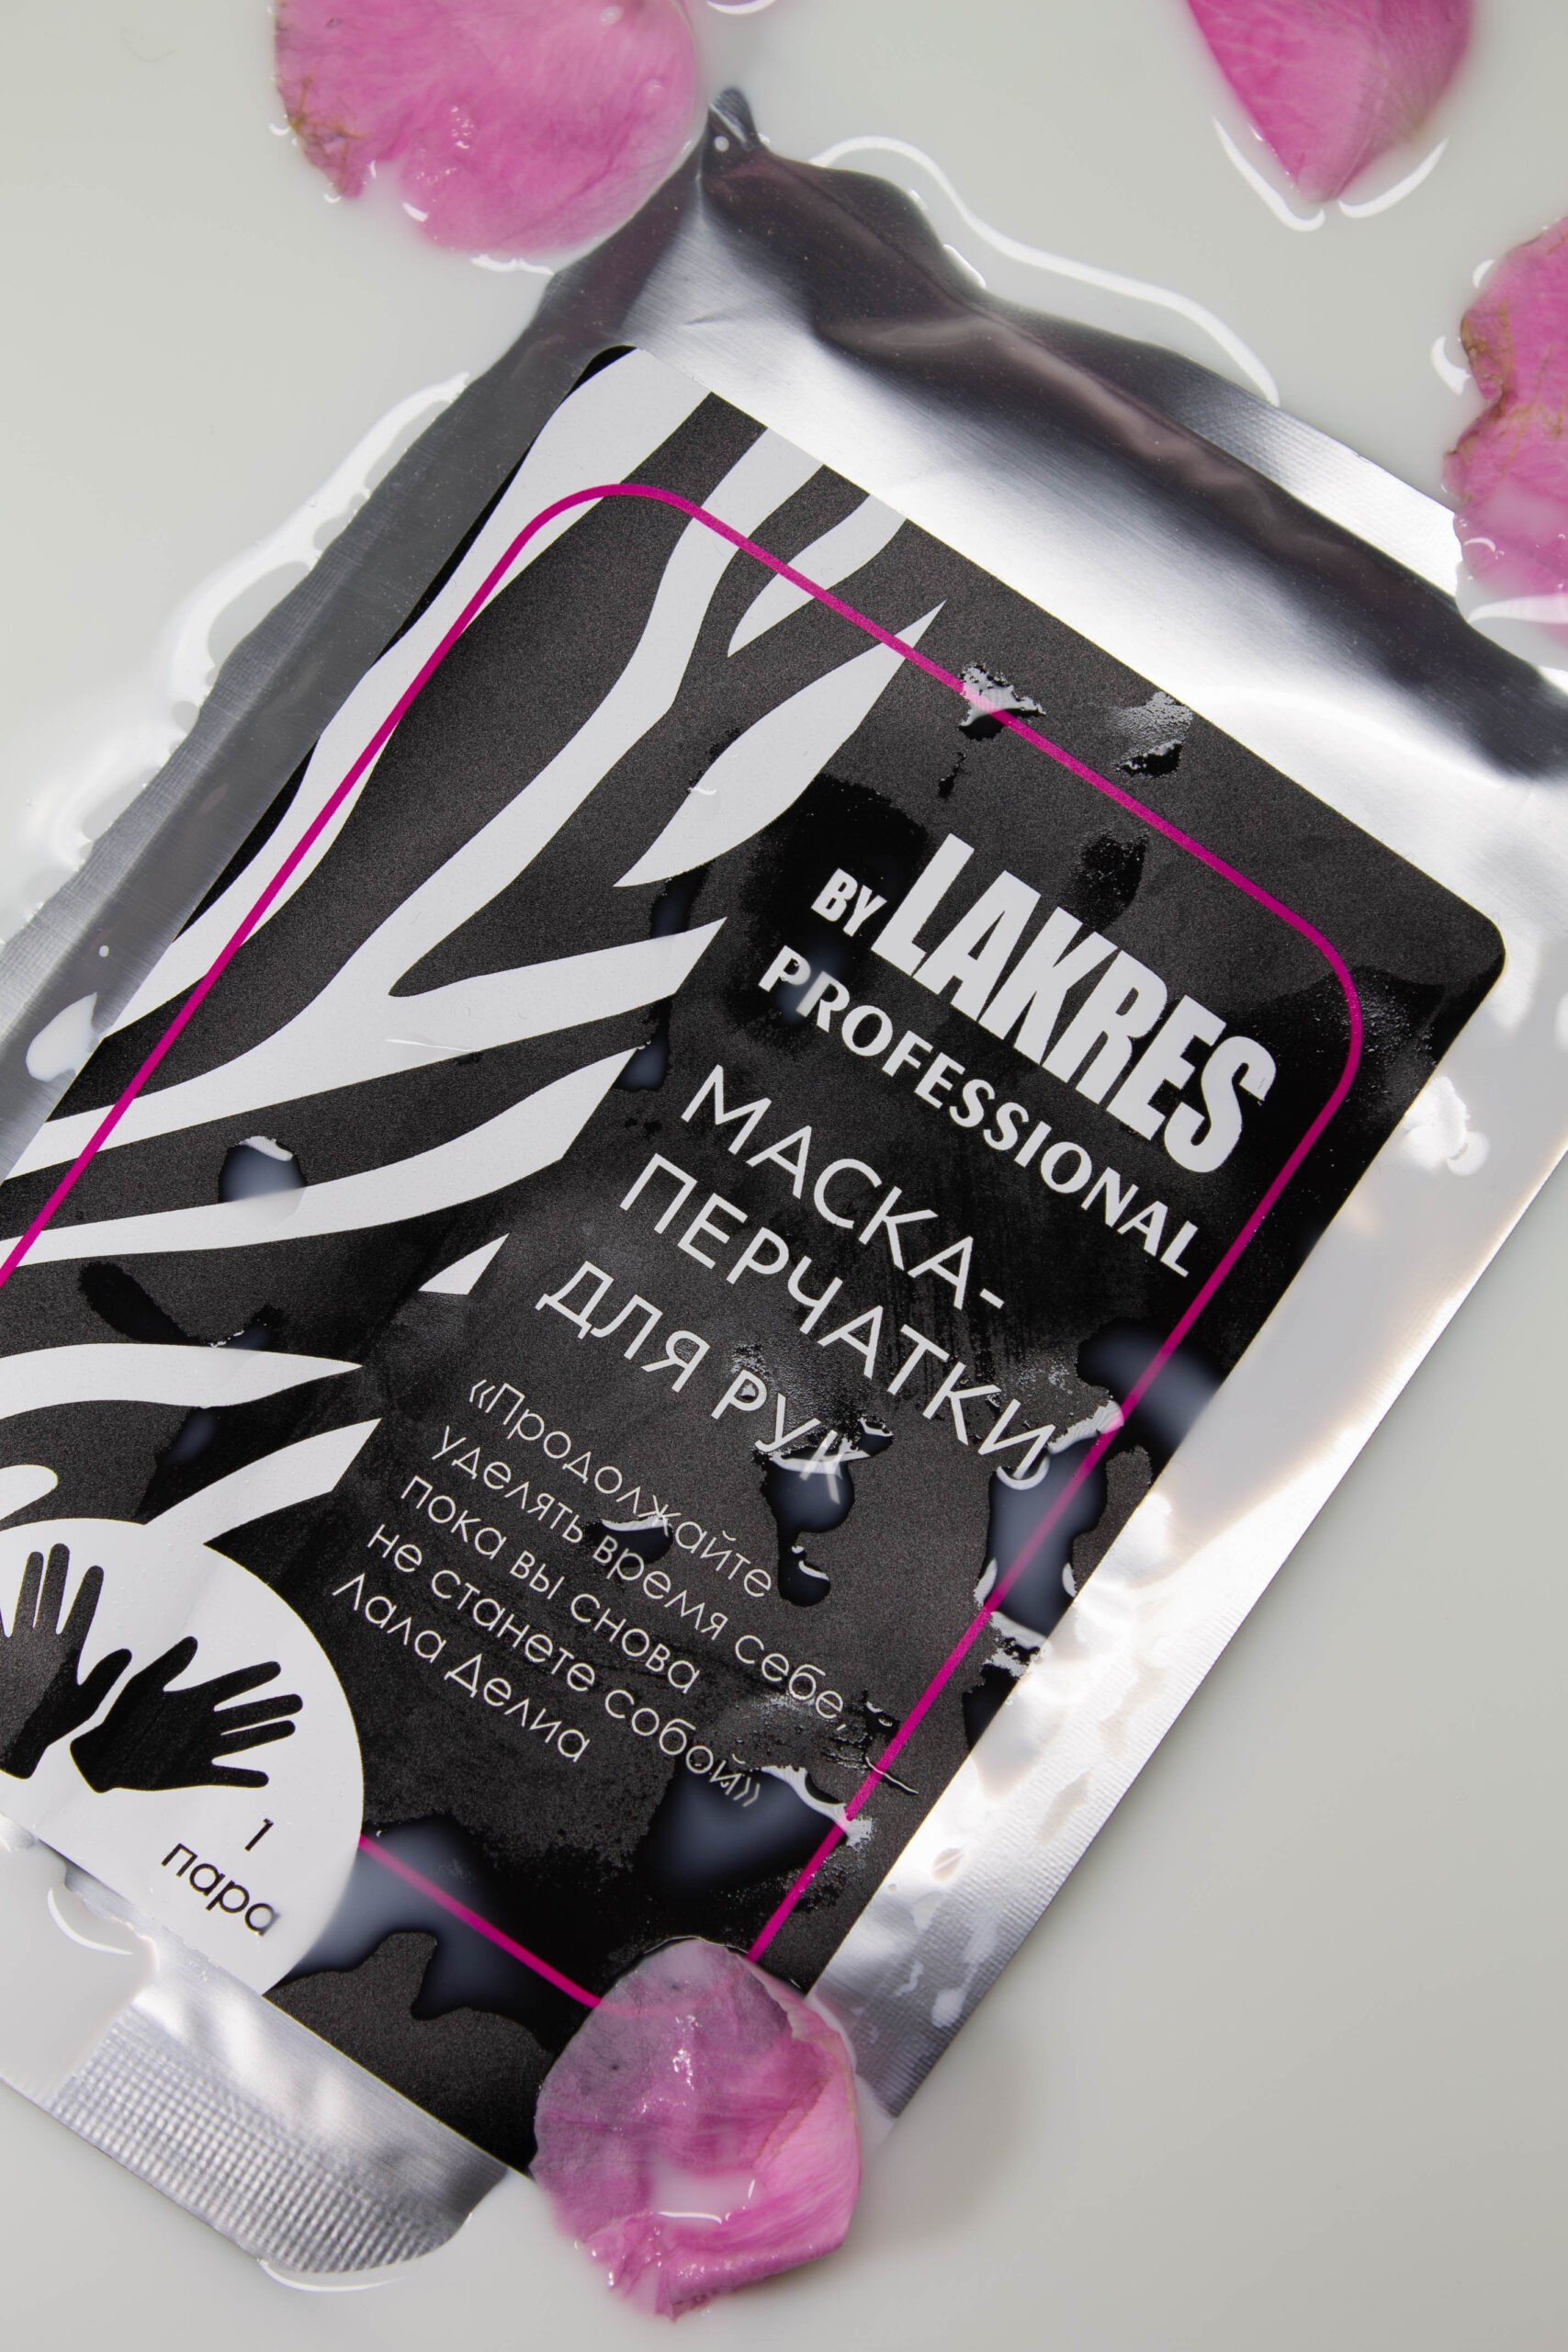 BY LAKRES
PROFESSIONAL
МАСКА-
ПЕРЧАТКИ
ДЛЯ РУК
«Продолжайте
уделять время себе,
пока вы снова
не станете собой»
Лала Делиа
1
пара